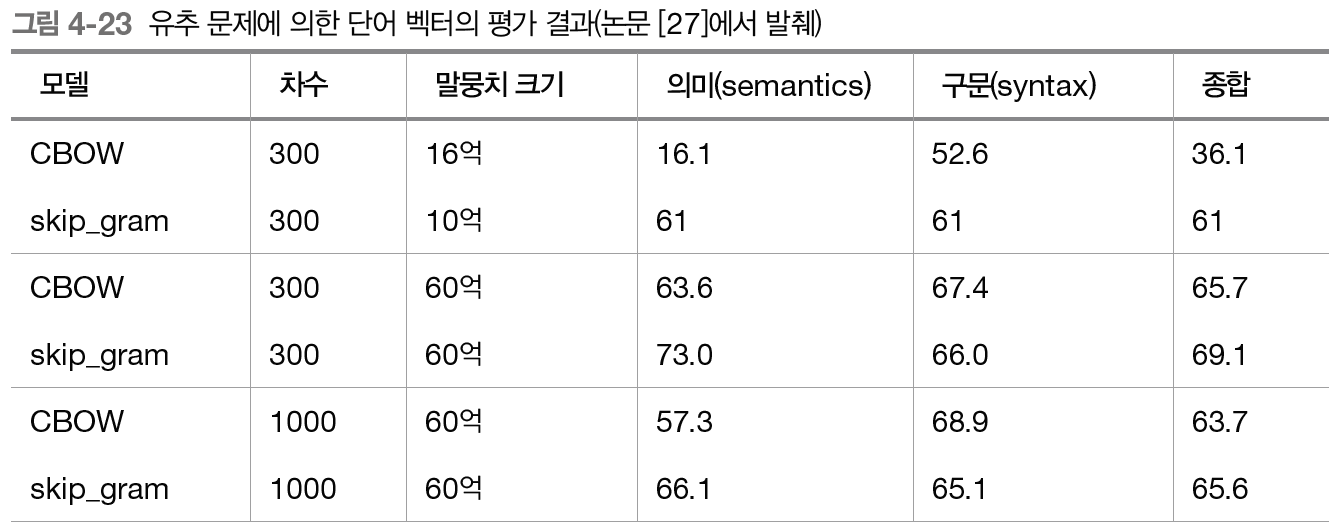 그림 4-23 유추 문제에 의한 단어 벡터의 평가 결과(논문 [27]에서 발췌)
모델 차수 말뭉치 크기 의미(semantics) 구문(syntax) 종합
CBOW 300 16억 16.1 52.6 36.1
skip_gram 300 10억 61 61 61
CBOW 300 60억 63.6 67.4 65.7
skip_gram 300 60억 73.0 66.0 69.1
CBOW 1000 60억 57.3 68.9 63.7
skip_gram 1000 60억 66.1 65.1 65.6